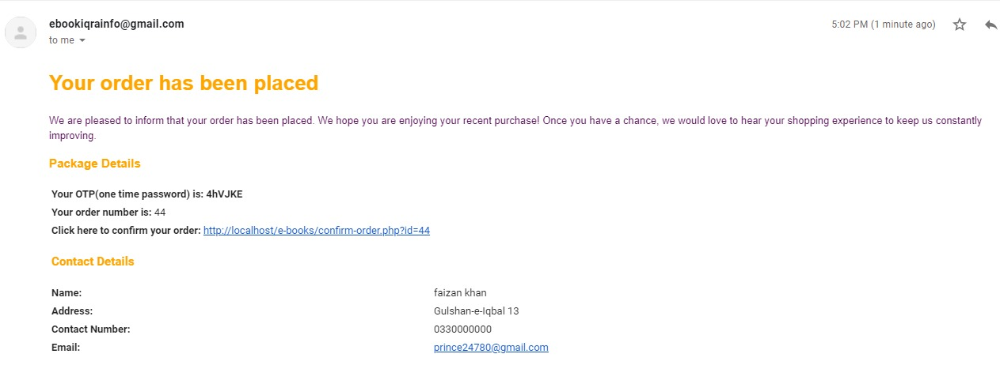 ebookiqrainfo@gmail.com
5:02 PM (1 minute ago)
to me
Your order has been placed
We are pleased to inform that your order has been placed. We hope you are enjoying your recent purchase! Once you have a chance, we would love to hear your shopping experience to keep us constantly
improving.
Package Details
Your OTP(one time password) is: 4hVJKE
Your order number is: 44
Click here to confirm your order: http://localhost/e-books/confirm-order.php?id=44
Contact Details
Name: faizan khan
Address: Gulshan-e-Iqbal 13
Contact Number: 0330000000
Email: prince24780@gmail.com